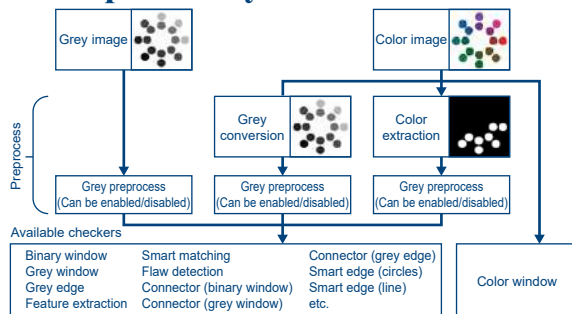 Grey image
Color image
Preprocess
Grey
conversion
Color
extraction
Grey preprocess
(Can be enabled/disabled)
Grey preprocess
(Can be enabled/disabled)
Grey preprocess
(Can be enabled/disabled)
Available checkers
Binary window
Grey window
Grey edge
Feature extraction
Smart matching
Flaw detection
Connector (binary window)
Connector (grey window)
Connector (grey edge)
Smart edge (circles)
Smart edge (line)
etc.
Color window